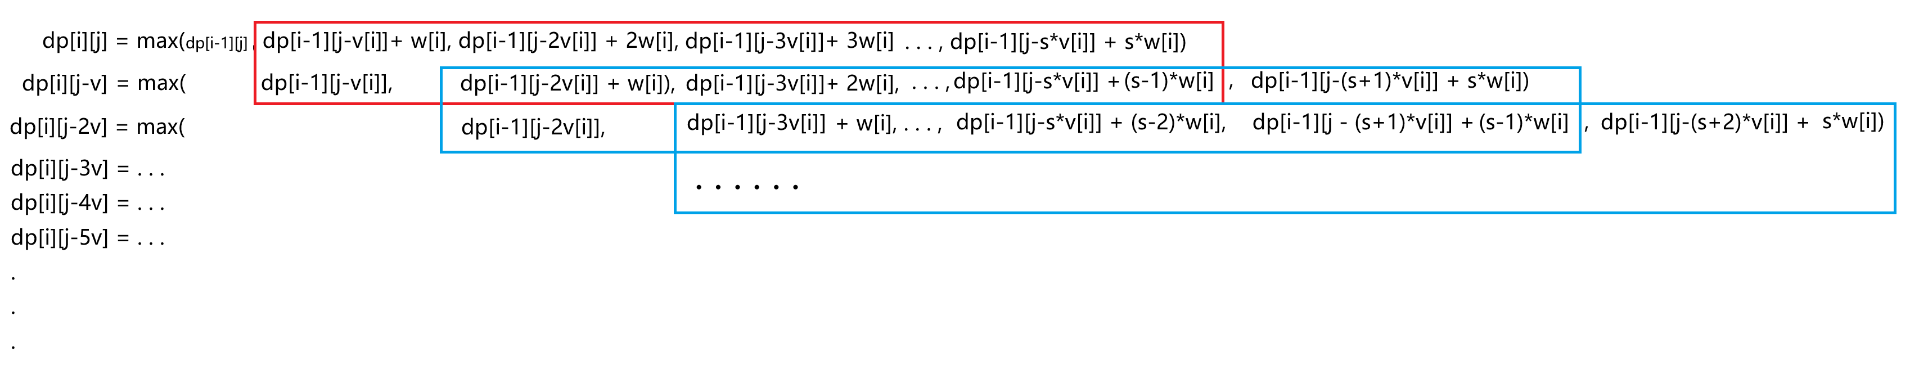 dp[i][j] = max(dp[i-1][j], dp[i-1][j-v[i]]+ w[i], dp[i-1][j-2v[i]] + 2w[i], dp[i-1][j-3v[i]]+ 3w[i] ..., dp[i-1][j-s*v[i]] + s*w[i])
dp[i][j-v] = max( dp[i-1][j-v[i]], dp[i-1][j-2v[i]] + w[i]), dp[i-1][j-3v[i]]+ 2w[i], ...,dp[i-1][j-s*v[i]] +(s-1)*w[i] , dp[i-1][j-(s+1)*v[i]] + s*w[i])
dp[i][j-2v] = max( dp[i-1][j-2v[i]], dp[i-1][j-3v[i]] + w[i], ..., dp[i-1][j-s*v[i]] + (s-2)*w[i], dp[i-1][j - (s+1)*v[i]] + (s-1)*w[i] , dp[i-1][j-(s+2)*v[i]] + s*w[i])
dp[i][j-3v] = ...
......
dp[i][j-4v] = ...
dp[i][j-5v] = ...
.
.
.